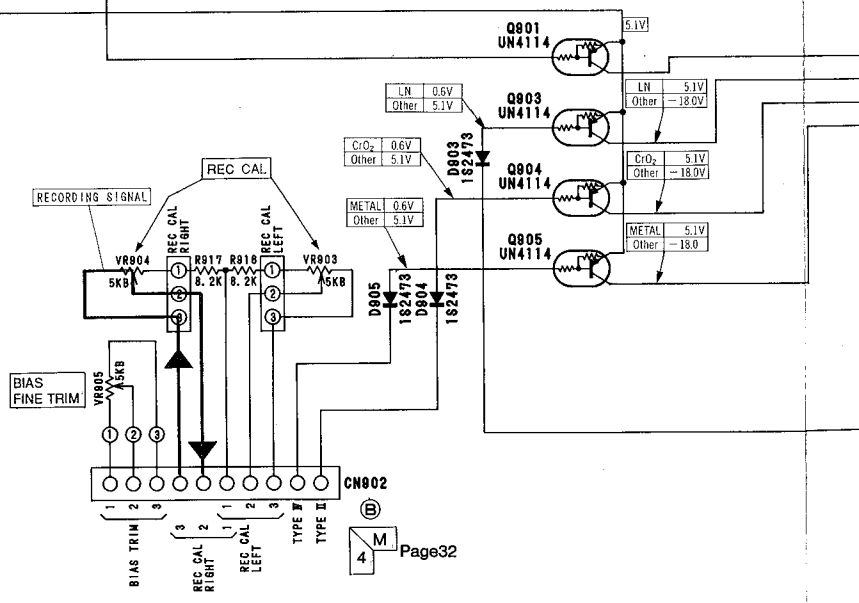 Q901
UN4114
5.1V
LN 0.6V
Other 5.1V
Q903
UN4114
LN 5.1V
Other −18.0V
CrO₂ 0.6V
Other 5.1V
D903
1S2473
Q904
UN4114
CrO₂ 5.1V
Other −18.0V
REC CAL
RECORDING SIGNAL
METAL 0.6V
Other 5.1V
Q905
UN4114
METAL 5.1V
Other −18.0
REC CAL
RIGHT
REC CAL
LEFT
VR904
5KB
R917
8.2K
R918
8.2K
VR903
5KB
1
2
3
1
2
3
D905
1S2473
D904
1S2473
BIAS
FINE TRIM
VR905
5KB
1
2
3
CN902
1
2
3
BIAS TRIM
3
2
1
REC CAL
RIGHT
1
2
3
REC CAL
LEFT
TYPE IV
TYPE II
B
M
4
Page32